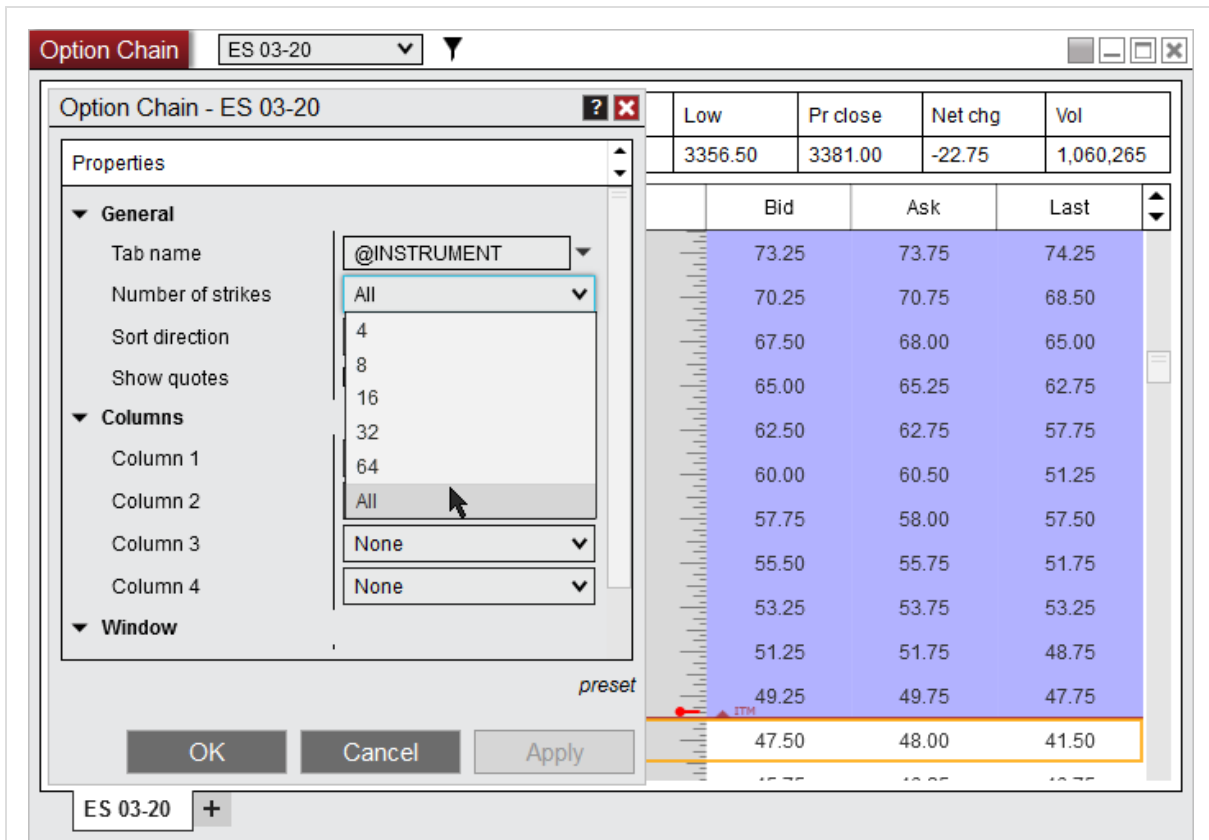 Option Chain ES 03-20
Option Chain - ES 03-20 ?
Low Pr close Net chg Vol
3356.50 3381.00 -22.75 1,060,265
Properties
General
Tab name @INSTRUMENT
Number of strikes All
4
8
16
32
64
All
Sort direction
Show quotes
Columns
Column 1
Column 2
Column 3 None
Column 4 None
Window
preset
OK Cancel Apply
Bid Ask Last
73.25 73.75 74.25
70.25 70.75 68.50
67.50 68.00 65.00
65.00 65.25 62.75
62.50 62.75 57.75
60.00 60.50 51.25
57.75 58.00 57.50
55.50 55.75 51.75
53.25 53.75 53.25
51.25 51.75 48.75
49.25 49.75 47.75
ITM
47.50 48.00 41.50
ES 03-20 +